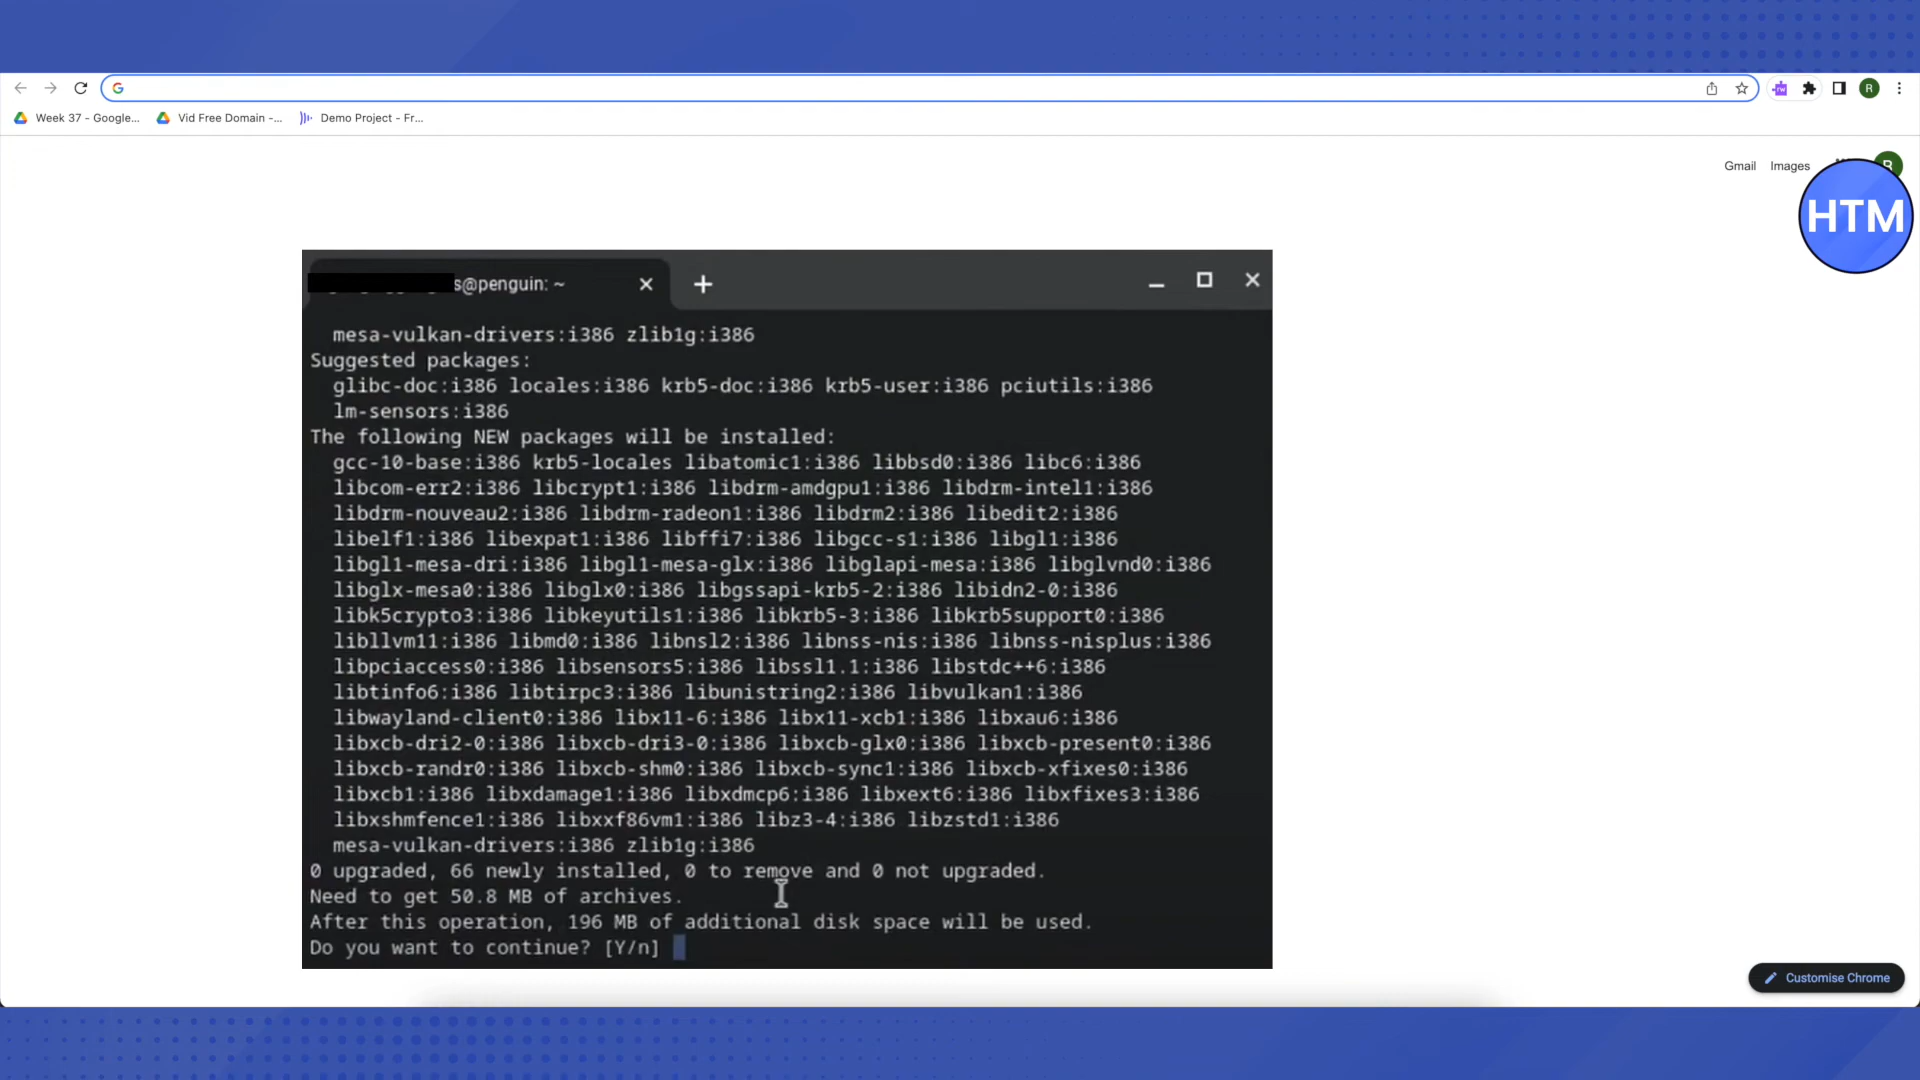 Week 37 - Google...
Vid Free Domain -...
Demo Project - Fr...
R
Gmail
Images
HTM
s@penguin: ~
mesa-vulkan-drivers:i386 zlib1g:i386
Suggested packages:
glibc-doc:i386 locales:i386 krb5-doc:i386 krb5-user:i386 pciutils:i386
lm-sensors:i386
The following NEW packages will be installed:
gcc-10-base:i386 krb5-locales libatomic1:i386 libbsd0:i386 libc6:i386
libcom-err2:i386 libcrypt1:i386 libdrm-amdgpu1:i386 libdrm-intel1:i386
libdrm-nouveau2:i386 libdrm-radeon1:i386 libdrm2:i386 libedit2:i386
libelf1:i386 libexpat1:i386 libffi7:i386 libgcc-s1:i386 libgl1:i386
libgl1-mesa-dri:i386 libgl1-mesa-glx:i386 libglapi-mesa:i386 libglvnd0:i386
libglx-mesa0:i386 libglx0:i386 libgssapi-krb5-2:i386 libidn2-0:i386
libk5crypto3:i386 libkeyutils1:i386 libkrb5-3:i386 libkrb5support0:i386
libllvm11:i386 libmd0:i386 libnsl2:i386 libnss-nis:i386 libnss-nisplus:i386
libpciaccess0:i386 libsensors5:i386 libssl1.1:i386 libstdc++6:i386
libtinfo6:i386 libtirpc3:i386 libunistring2:i386 libvulkan1:i386
libwayland-client0:i386 libx11-6:i386 libx11-xcb1:i386 libxau6:i386
libxcb-dri2-0:i386 libxcb-dri3-0:i386 libxcb-glx0:i386 libxcb-present0:i386
libxcb-randr0:i386 libxcb-shm0:i386 libxcb-sync1:i386 libxcb-xfixes0:i386
libxcb1:i386 libxdamage1:i386 libxdmcp6:i386 libxext6:i386 libxfixes3:i386
libxshmfence1:i386 libxxf86vm1:i386 libz3-4:i386 libzstd1:i386
mesa-vulkan-drivers:i386 zlib1g:i386
0 upgraded, 66 newly installed, 0 to remove and 0 not upgraded.
Need to get 50.8 MB of archives.
After this operation, 196 MB of additional disk space will be used.
Do you want to continue? [Y/n]
Customise Chrome